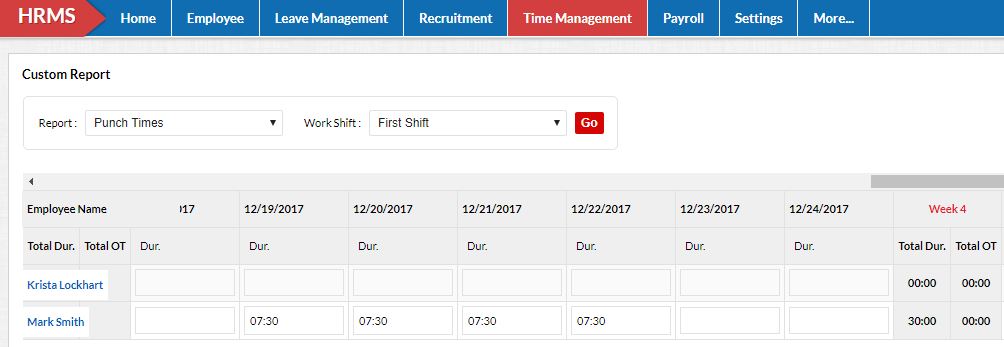 HRMS Home Employee Leave Management Recruitment Time Management Payroll Settings More...
Custom Report
Report : Punch Times Work Shift : First Shift Go
Employee Name 17 12/19/2017 12/20/2017 12/21/2017 12/22/2017 12/23/2017 12/24/2017 Week 4
Total Dur. Total OT Dur. Dur. Dur. Dur. Dur. Dur. Dur. Total Dur. Total OT
Krista Lockhart 00:00 00:00
Mark Smith 07:30 07:30 07:30 07:30 30:00 00:00